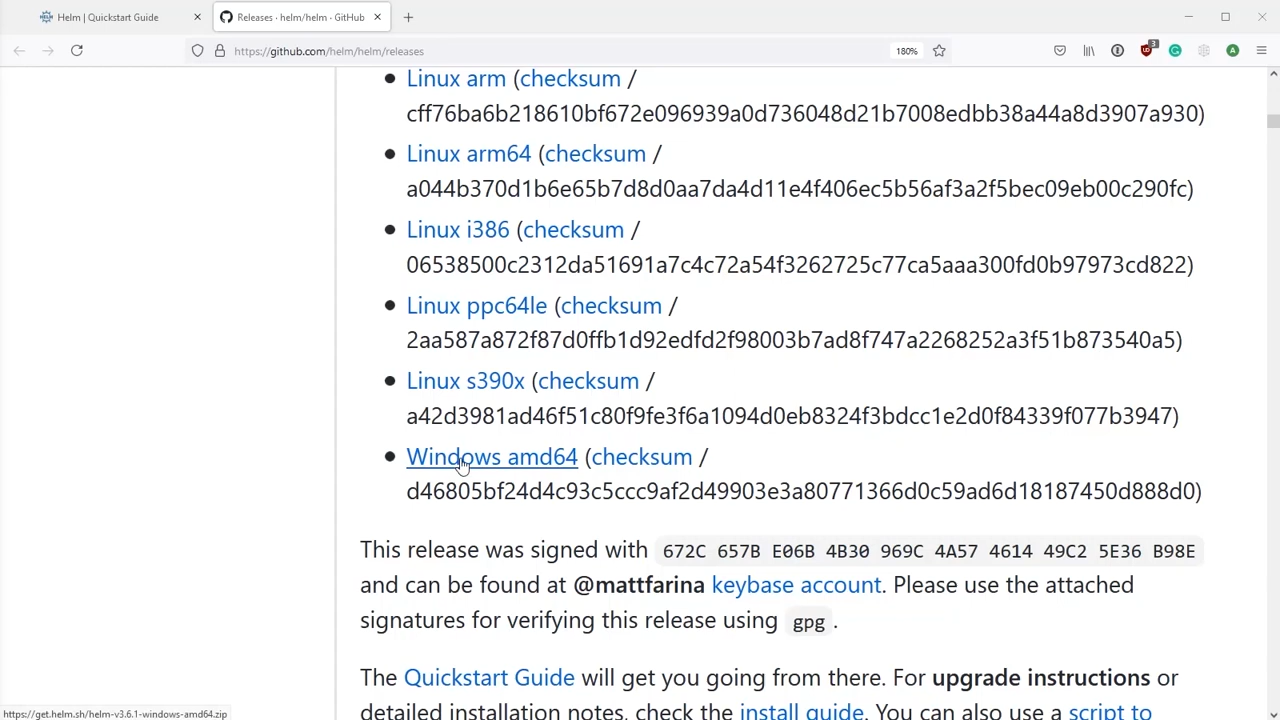 Helm | Quickstart Guide
Releases · helm/helm · GitHub
https://github.com/helm/helm/releases
180%
3
A
Linux arm (checksum /
cff76ba6b218610bf672e096939a0d736048d21b7008edbb38a44a8d3907a930)
Linux arm64 (checksum /
a044b370d1b6e65b7d8d0aa7da4d11e4f406ec5b56af3a2f5bec09eb00c290fc)
Linux i386 (checksum /
06538500c2312da51691a7c4c72a54f3262725c77ca5aaa300fd0b97973cd822)
Linux ppc64le (checksum /
2aa587a872f87d0ffb1d92edfd2f98003b7ad8f747a2268252a3f51b873540a5)
Linux s390x (checksum /
a42d3981ad46f51c80f9fe3f6a1094d0eb8324f3bdcc1e2d0f84339f077b3947)
Windows amd64 (checksum /
d46805bf24d4c93c5ccc9af2d49903e3a80771366d0c59ad6d18187450d888d0)
This release was signed with 672C 657B E06B 4B30 969C 4A57 4614 49C2 5E36 B98E
and can be found at @mattfarina keybase account. Please use the attached
signatures for verifying this release using gpg.
The Quickstart Guide will get you going from there. For upgrade instructions or
detailed installation notes, check the install guide. You can also use a script to
https://get.helm.sh/helm-v3.6.1-windows-amd64.zip